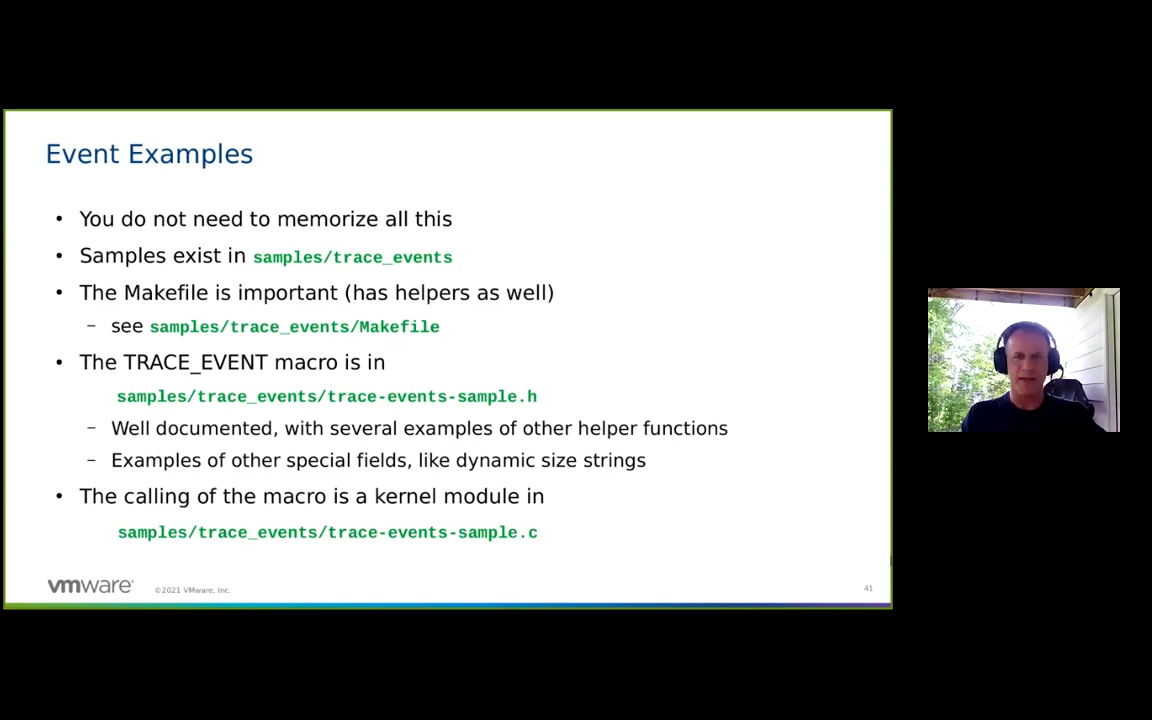 Event Examples
• You do not need to memorize all this
• Samples exist in samples/trace_events
• The Makefile is important (has helpers as well)
– see samples/trace_events/Makefile
• The TRACE_EVENT macro is in
samples/trace_events/trace-events-sample.h
– Well documented, with several examples of other helper functions
– Examples of other special fields, like dynamic size strings
• The calling of the macro is a kernel module in
samples/trace_events/trace-events-sample.c
vmware®
©2021 VMware, Inc.
41